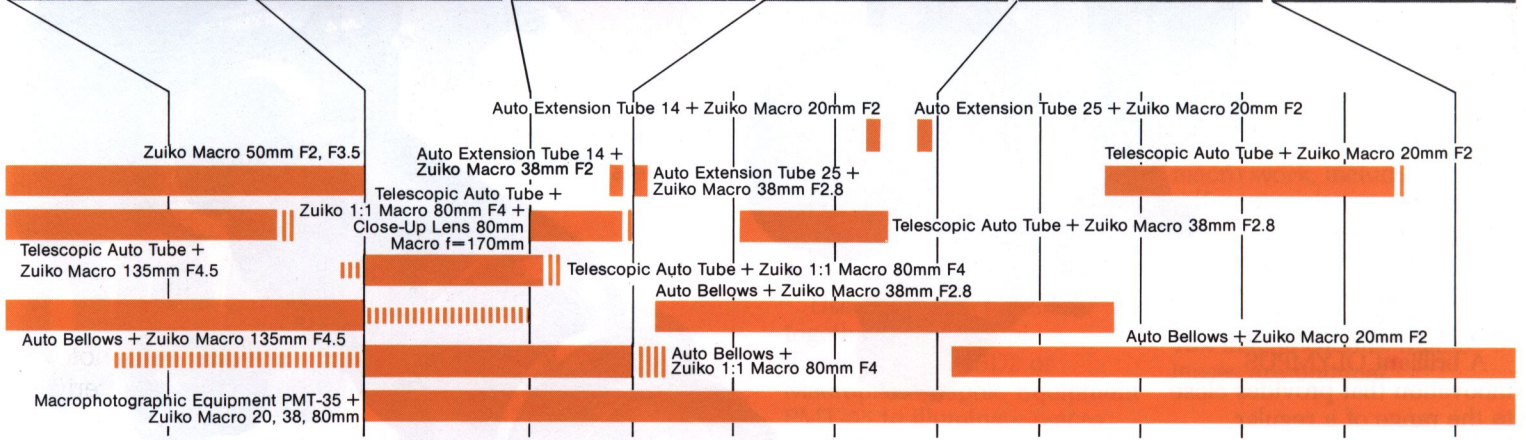 Auto Extension Tube 14 + Zuiko Macro 20mm F2
Auto Extension Tube 25 + Zuiko Macro 20mm F2
Zuiko Macro 50mm F2, F3.5
Auto Extension Tube 14 +
Zuiko Macro 38mm F2
Auto Extension Tube 25 +
Zuiko Macro 38mm F2.8
Telescopic Auto Tube + Zuiko Macro 20mm F2
Telescopic Auto Tube +
Zuiko 1:1 Macro 80mm F4 +
Close-Up Lens 80mm
Macro f=170mm
Telescopic Auto Tube + Zuiko Macro 38mm F2.8
Telescopic Auto Tube +
Zuiko Macro 135mm F4.5
Telescopic Auto Tube + Zuiko 1:1 Macro 80mm F4
Auto Bellows + Zuiko Macro 38mm F2.8
Auto Bellows + Zuiko Macro 135mm F4.5
Auto Bellows + Zuiko Macro 20mm F2
Auto Bellows +
Zuiko 1:1 Macro 80mm F4
Macrophotographic Equipment PMT-35 +
Zuiko Macro 20, 38, 80mm